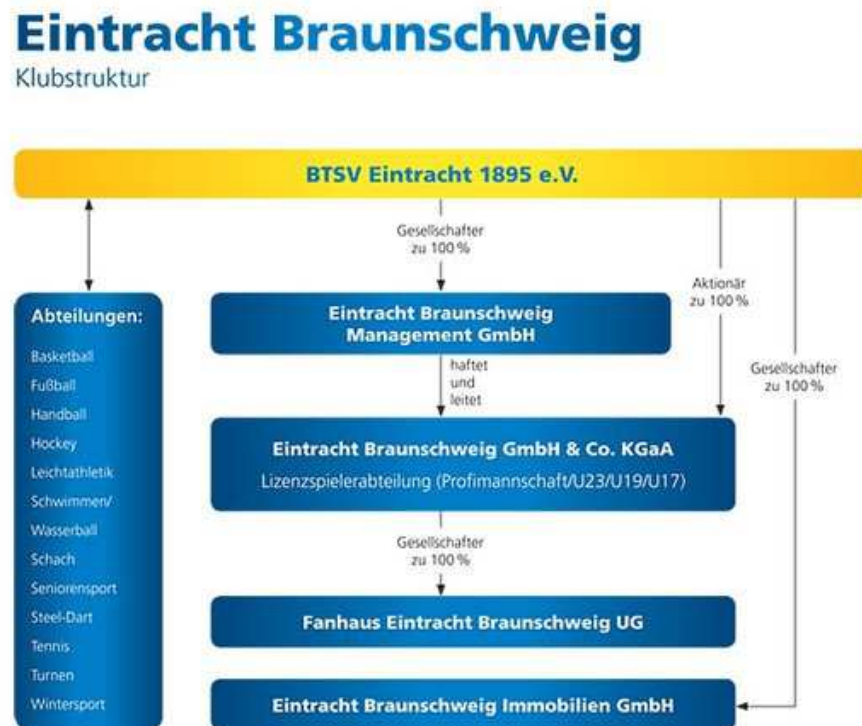 Eintracht Braunschweig
Klubstruktur
BTSV Eintracht 1895 e.V.
Gesellschafter
zu 100 %
Aktionär
zu 100 %
Gesellschafter
zu 100 %
Abteilungen:
Basketball
Fußball
Handball
Hockey
Leichtathletik
Schwimmen/
Wasserball
Schach
Seniorensport
Steel-Dart
Tennis
Turnen
Wintersport
Eintracht Braunschweig
Management GmbH
haftet
und
leitet
Eintracht Braunschweig GmbH & Co. KGaA
Lizenzspielerabteilung (Profimannschaft/U23/U19/U17)
Gesellschafter
zu 100 %
Fanhaus Eintracht Braunschweig UG
Eintracht Braunschweig Immobilien GmbH